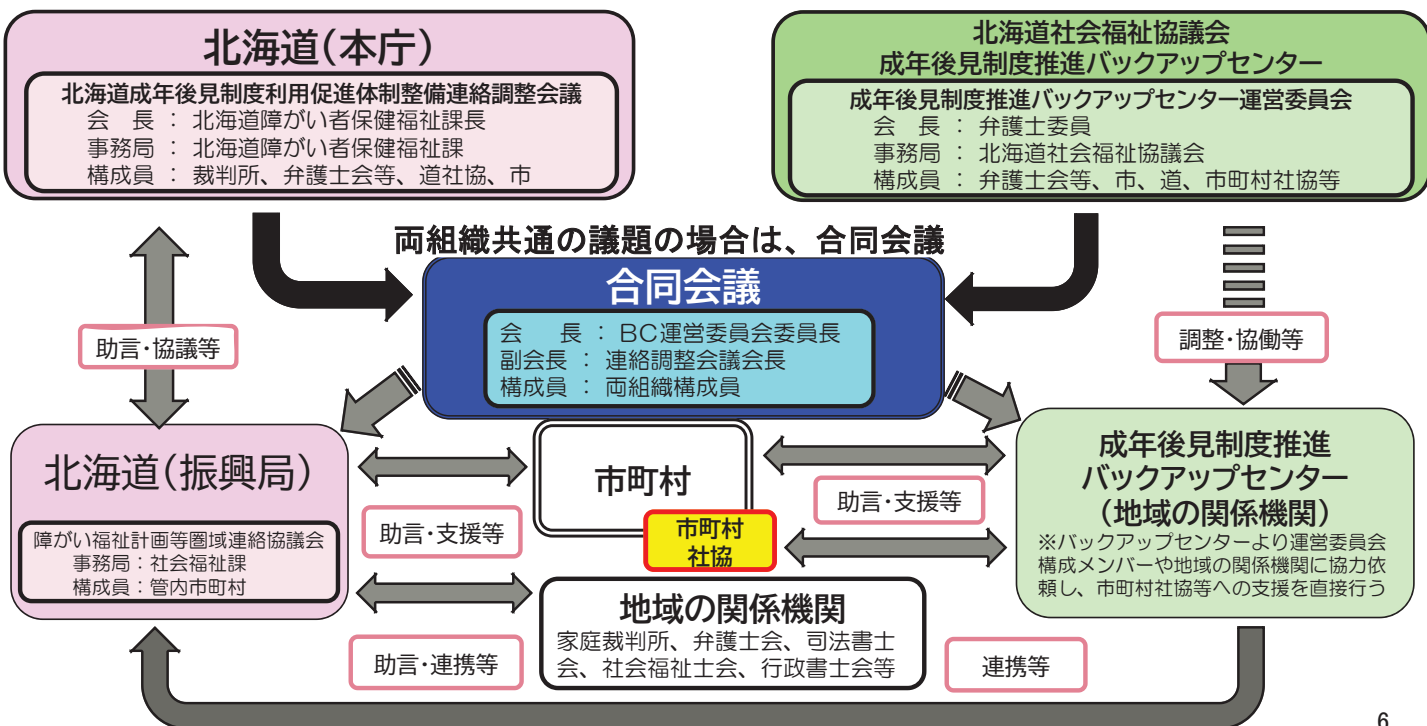 北海道(本庁)
北海道成年後見制度利用促進体制整備連絡調整会議
会　長 ： 北海道障がい者保健福祉課長
事務局 ： 北海道障がい者保健福祉課
構成員 ： 裁判所、弁護士会等、道社協、市
北海道社会福祉協議会
成年後見制度推進バックアップセンター
成年後見制度推進バックアップセンター運営委員会
会　長 ： 弁護士委員
事務局 ： 北海道社会福祉協議会
構成員 ： 弁護士会等、市、道、市町村社協等
両組織共通の議題の場合は、合同会議
合同会議
会　　長 ： BC運営委員会委員長
副会長 ： 連絡調整会議会長
構成員 ： 両組織構成員
助言・協議等
調整・協働等
北海道(振興局)
障がい福祉計画等圏域連絡協議会
事務局：社会福祉課
構成員：管内市町村
市町村
市町村
社協
助言・支援等
助言・支援等
成年後見制度推進
バックアップセンター
(地域の関係機関)
※バックアップセンターより運営委員会
構成メンバーや地域の関係機関に協力依
頼し、市町村社協等への支援を直接行う
地域の関係機関
家庭裁判所、弁護士会、司法書士
会、社会福祉士会、行政書士会等
助言・連携等
連携等
6